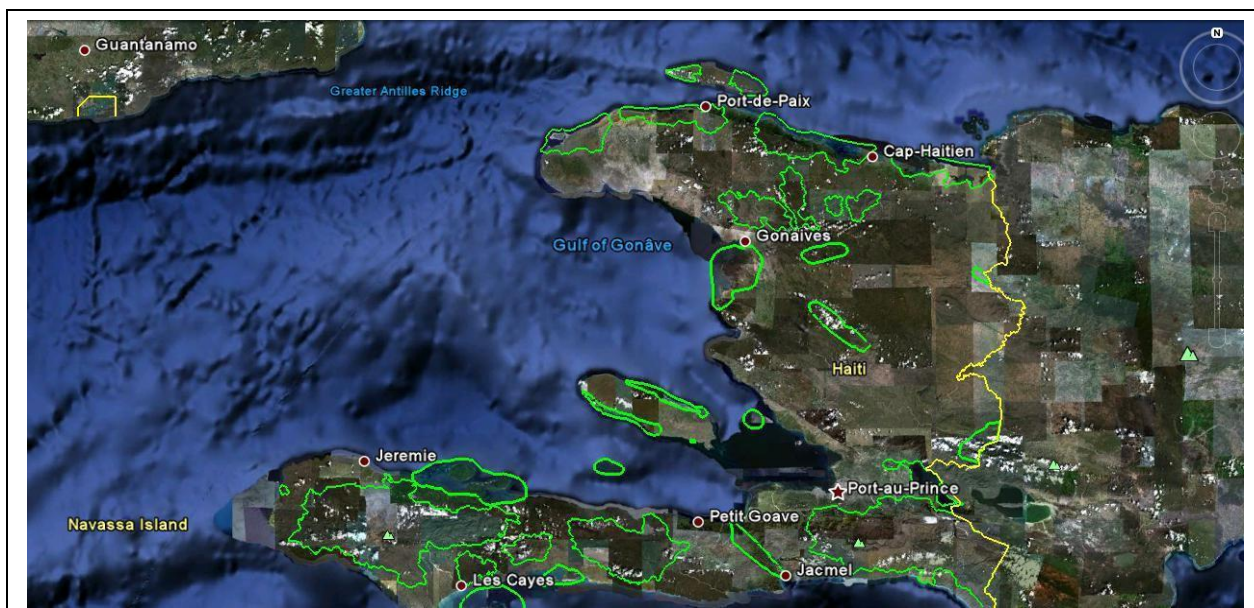 N
Guantanamo
Greater Antilles Ridge
Port-de-Paix
Cap-Haitien
Gonaives
Gulf of Gonâve
Haiti
Jeremie
Port-au-Prince
Navassa Island
Petit Goave
Les Cayes
Jacmel